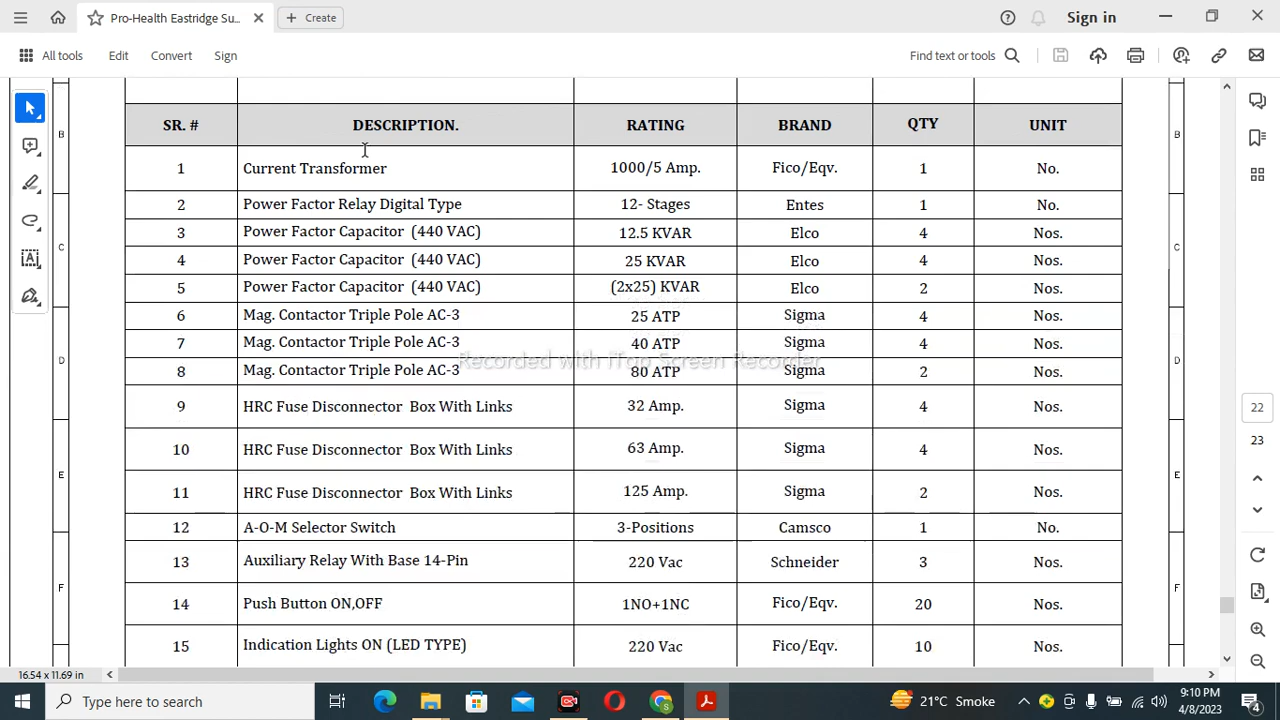 Pro-Health Eastridge Su...
Create
Sign in
All tools Edit Convert Sign Find text or tools
B B
SR. # DESCRIPTION. RATING BRAND QTY UNIT
1 Current Transformer 1000/5 Amp. Fico/Eqv. 1 No.
2 Power Factor Relay Digital Type 12- Stages Entes 1 No.
3 Power Factor Capacitor (440 VAC) 12.5 KVAR Elco 4 Nos.
C C
4 Power Factor Capacitor (440 VAC) 25 KVAR Elco 4 Nos.
5 Power Factor Capacitor (440 VAC) (2x25) KVAR Elco 2 Nos.
6 Mag. Contactor Triple Pole AC-3 25 ATP Sigma 4 Nos.
7 Mag. Contactor Triple Pole AC-3 40 ATP Sigma 4 Nos.
Recorded with iTop Screen Recorder
D D
8 Mag. Contactor Triple Pole AC-3 80 ATP Sigma 2 Nos.
9 HRC Fuse Disconnector Box With Links 32 Amp. Sigma 4 Nos.
22
23
10 HRC Fuse Disconnector Box With Links 63 Amp. Sigma 4 Nos.
E E
11 HRC Fuse Disconnector Box With Links 125 Amp. Sigma 2 Nos.
12 A-O-M Selector Switch 3-Positions Camsco 1 No.
13 Auxiliary Relay With Base 14-Pin 220 Vac Schneider 3 Nos.
F F
14 Push Button ON,OFF 1NO+1NC Fico/Eqv. 20 Nos.
15 Indication Lights ON (LED TYPE) 220 Vac Fico/Eqv. 10 Nos.
16.54 x 11.69 in
Type here to search
21°C Smoke
9:10 PM
4/8/2023
4